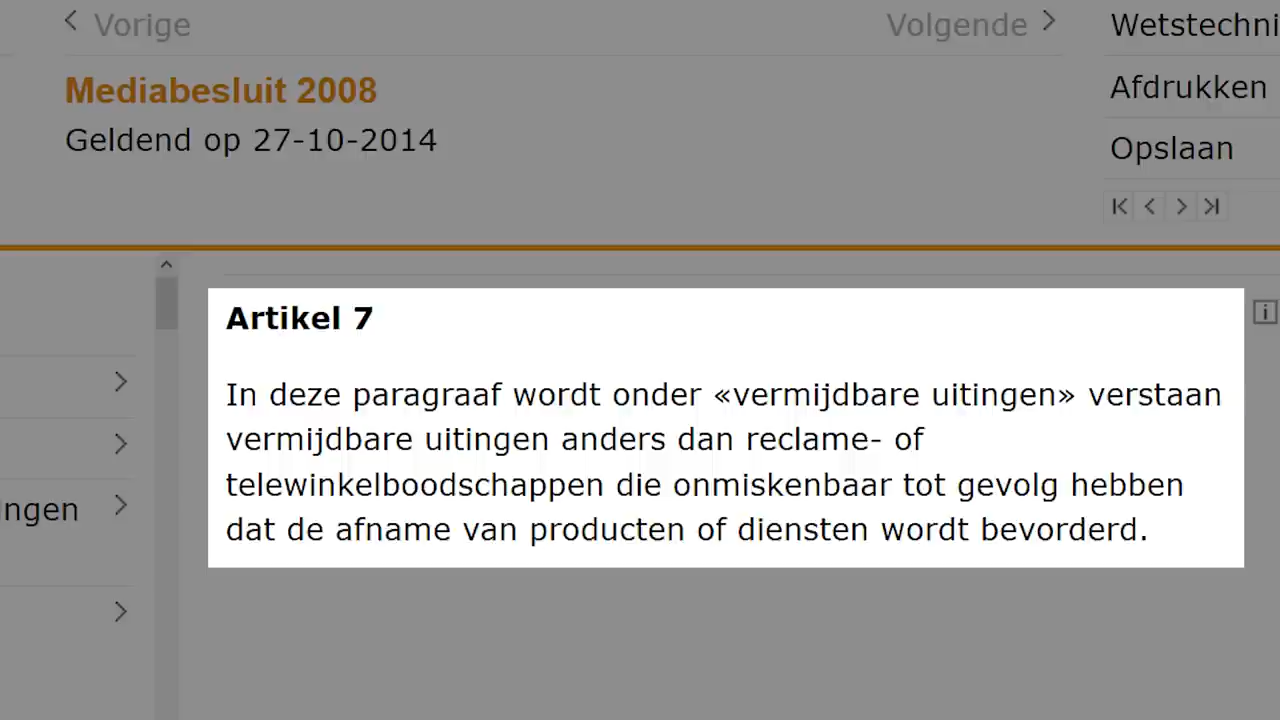 Vorige
Volgende
Mediabesluit 2008
Geldend op 27-10-2014
Afdrukken
Opslaan
Artikel 7
In deze paragraaf wordt onder «vermijdbare uitingen» verstaan
vermijdbare uitingen anders dan reclame- of
telewinkelboodschappen die onmiskenbaar tot gevolg hebben
dat de afname van producten of diensten wordt bevorderd.